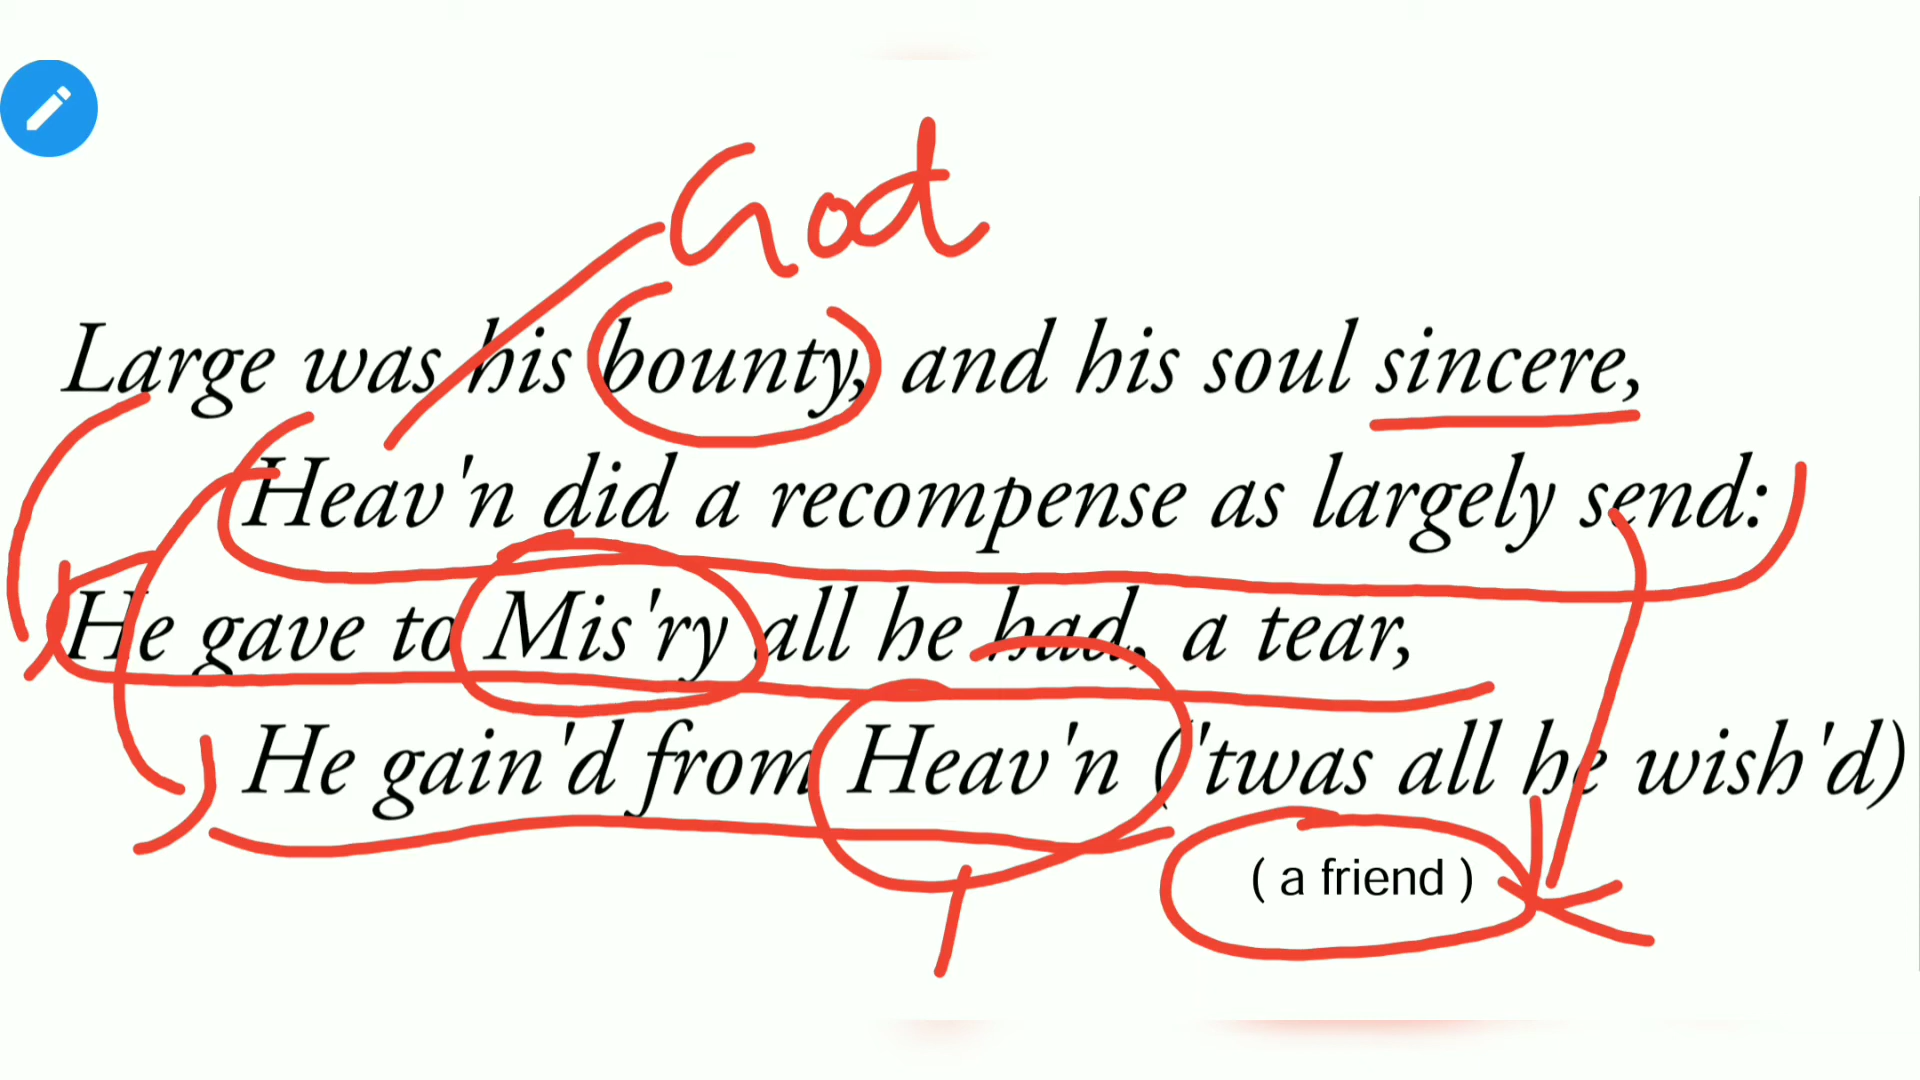 God
Large was his bounty, and his soul sincere,
Heav'n did a recompense as largely send:
He gave to Mis'ry all he had, a tear,
He gain'd from Heav'n ('twas all he wish'd)
( a friend )